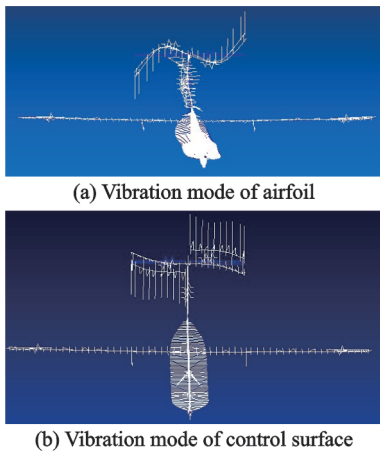 (a) Vibration mode of airfoil
(b) Vibration mode of control surface